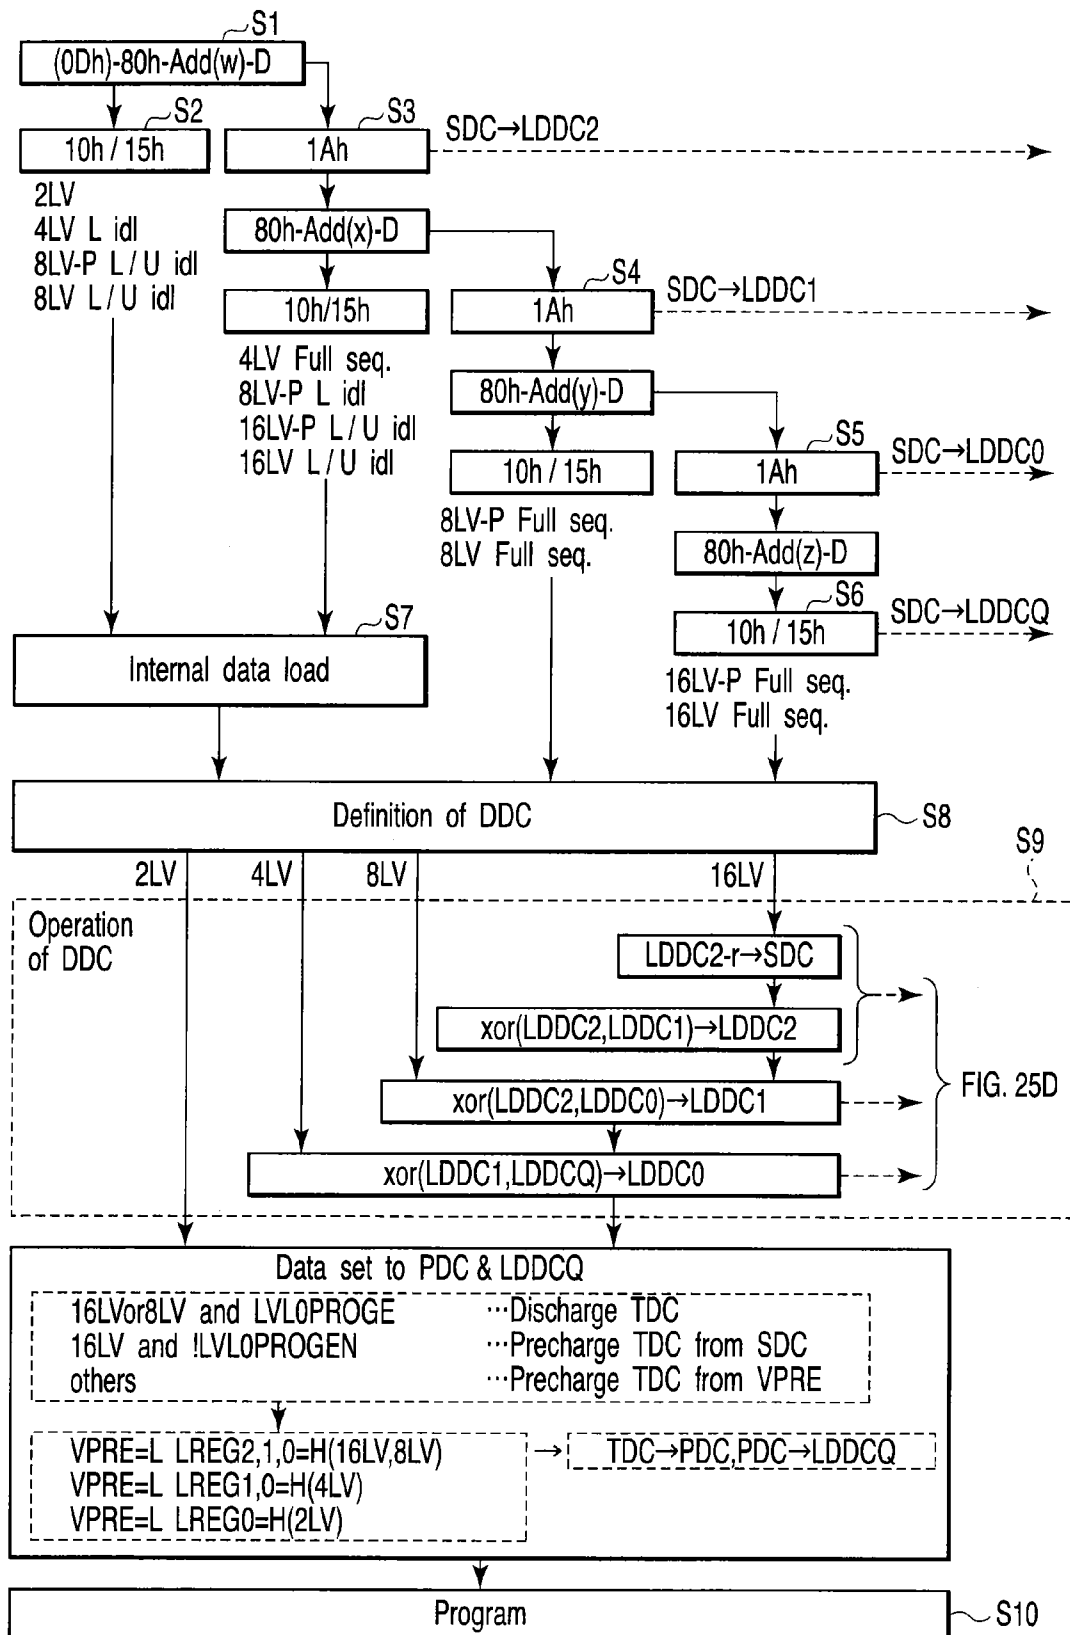 S1
(0Dh)-80h-Add(w)-D
S2
10h / 15h
S3
1Ah
SDC→LDDC2
2LV
4LV L idl
8LV-P L / U idl
8LV L / U idl
80h-Add(x)-D
10h/15h
S4
1Ah
SDC→LDDC1
4LV Full seq.
8LV-P L idl
16LV-P L / U idl
16LV L / U idl
80h-Add(y)-D
10h / 15h
S5
1Ah
SDC→LDDC0
8LV-P Full seq.
8LV Full seq.
80h-Add(z)-D
S6
10h / 15h
SDC→LDDCQ
16LV-P Full seq.
16LV Full seq.
S7
Internal data load
Definition of DDC
S8
2LV
4LV
8LV
16LV
S9
Operation
of DDC
LDDC2-r→SDC
xor(LDDC2,LDDC1)→LDDC2
xor(LDDC2,LDDC0)→LDDC1
xor(LDDC1,LDDCQ)→LDDC0
FIG. 25D
Data set to PDC & LDDCQ
16LVor8LV and LVL0PROGE ···Discharge TDC
16LV and !LVL0PROGEN ···Precharge TDC from SDC
others ···Precharge TDC from VPRE
VPRE=L LREG2,1,0=H(16LV,8LV)
VPRE=L LREG1,0=H(4LV)
VPRE=L LREG0=H(2LV)
→ TDC→PDC,PDC→LDDCQ
Program
S10